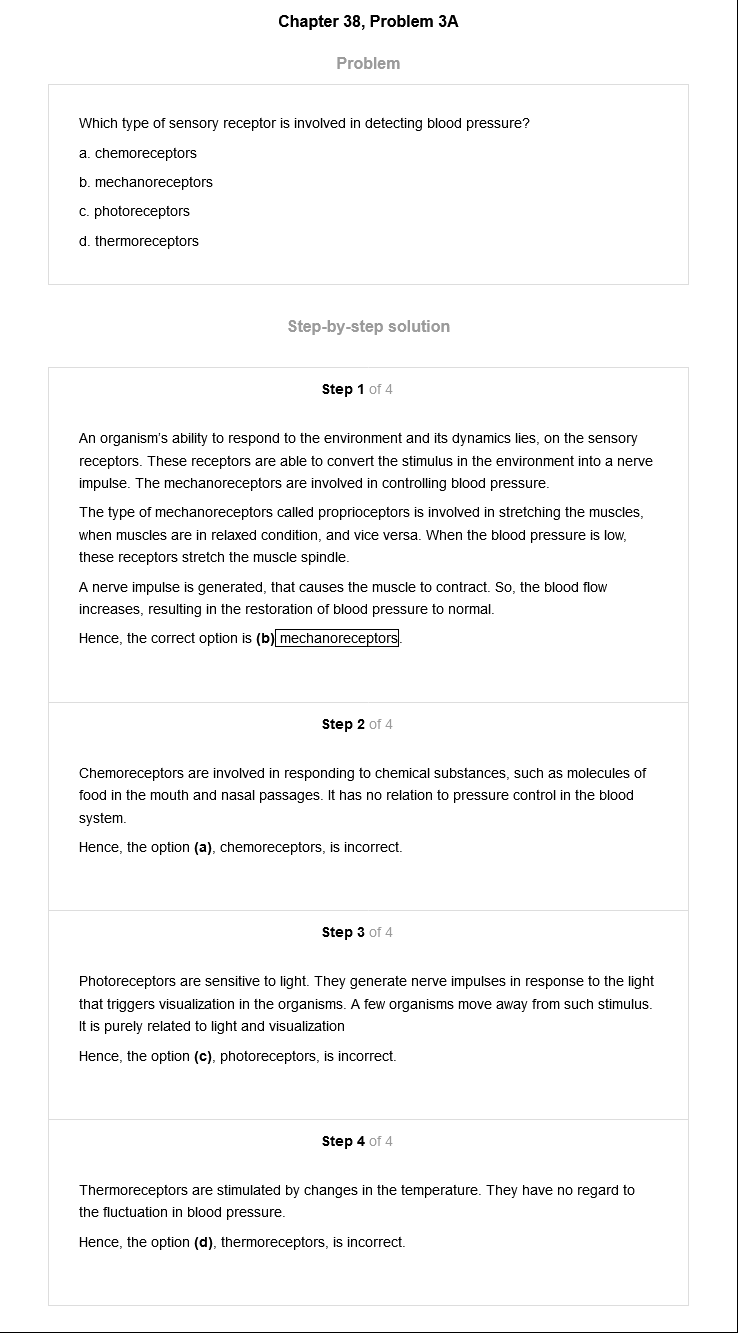 Chapter 38, Problem 3A
Problem
Which type of sensory receptor is involved in detecting blood pressure?
a. chemoreceptors
b. mechanoreceptors
c. photoreceptors
d. thermoreceptors
Step-by-step solution
Step 1 of 4
An organism's ability to respond to the environment and its dynamics lies, on the sensory
receptors. These receptors are able to convert the stimulus in the environment into a nerve
impulse. The mechanoreceptors are involved in controlling blood pressure.
The type of mechanoreceptors called proprioceptors is involved in stretching the muscles,
when muscles are in relaxed condition, and vice versa. When the blood pressure is low,
these receptors stretch the muscle spindle.
A nerve impulse is generated, that causes the muscle to contract. So, the blood flow
increases, resulting in the restoration of blood pressure to normal.
Hence, the correct option is (b) mechanoreceptors.
Step 2 of 4
Chemoreceptors are involved in responding to chemical substances, such as molecules of
food in the mouth and nasal passages. It has no relation to pressure control in the blood
system.
Hence, the option (a), chemoreceptors, is incorrect.
Step 3 of 4
Photoreceptors are sensitive to light. They generate nerve impulses in response to the light
that triggers visualization in the organisms. A few organisms move away from such stimulus.
It is purely related to light and visualization
Hence, the option (c), photoreceptors, is incorrect.
Step 4 of 4
Thermoreceptors are stimulated by changes in the temperature. They have no regard to
the fluctuation in blood pressure.
Hence, the option (d), thermoreceptors, is incorrect.